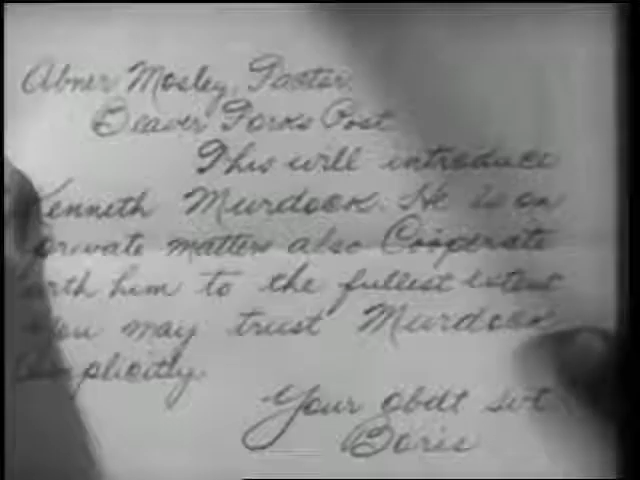 Abner Mosley, Factor,
Beaver Forks Post
This will introduce
Kenneth Murdock. He is on
private matters also Cooperate
with him to the fullest extent
You may trust Murdock
implicitly.
Your obdt svt
Boris